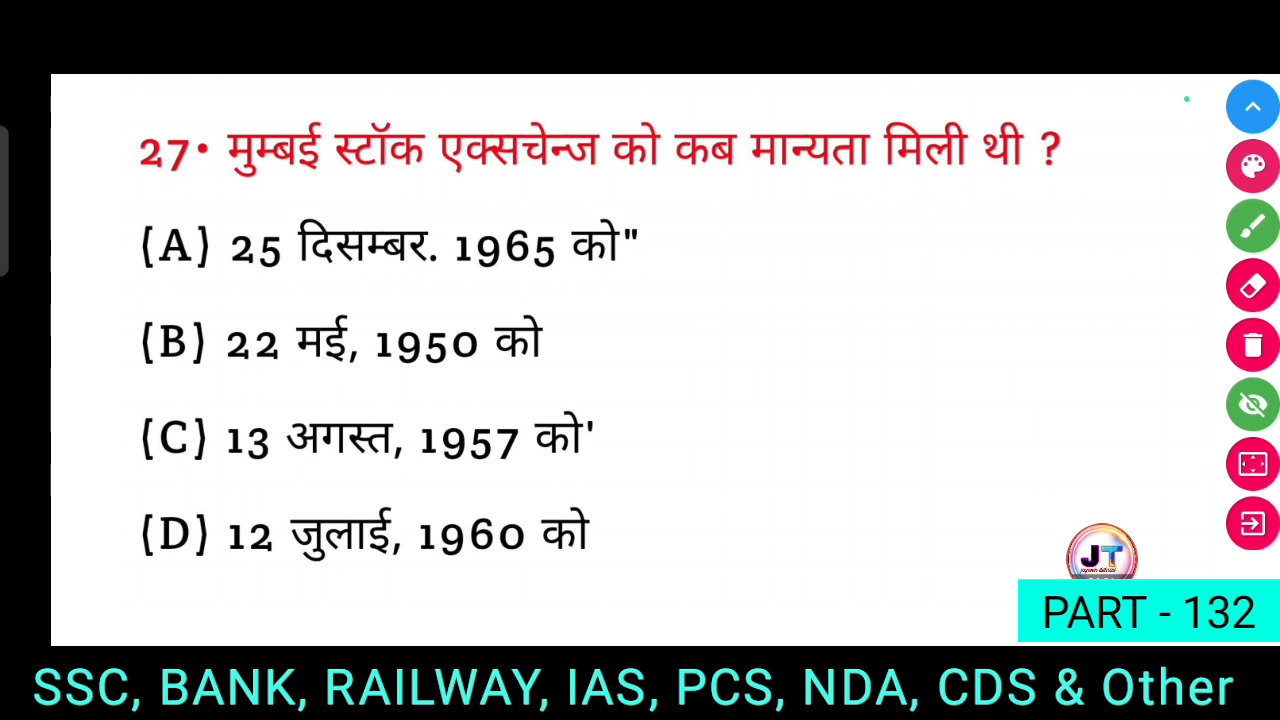 27• मुम्बई स्टॉक एक्सचेन्ज को कब मान्यता मिली थी ?
(A) 25 दिसम्बर. 1965 को"
(B) 22 मई, 1950 को
(C) 13 अगस्त, 1957 को'
(D) 12 जुलाई, 1960 को
JT
PART - 132
SSC, BANK, RAILWAY, IAS, PCS, NDA, CDS & Other